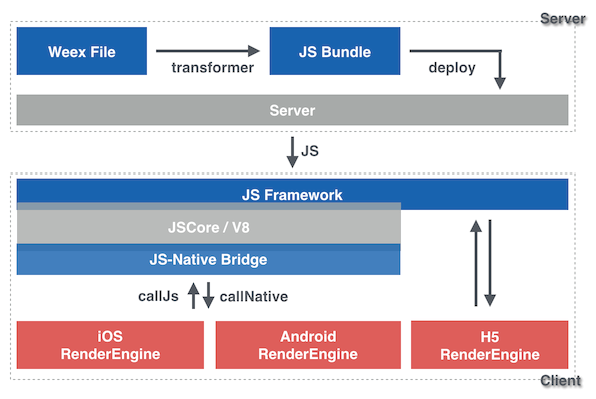 Server
Weex File
transformer
JS Bundle
deploy
Server
JS
JS Framework
JSCore / V8
JS-Native Bridge
callJs
callNative
iOS
RenderEngine
Android
RenderEngine
H5
RenderEngine
Client